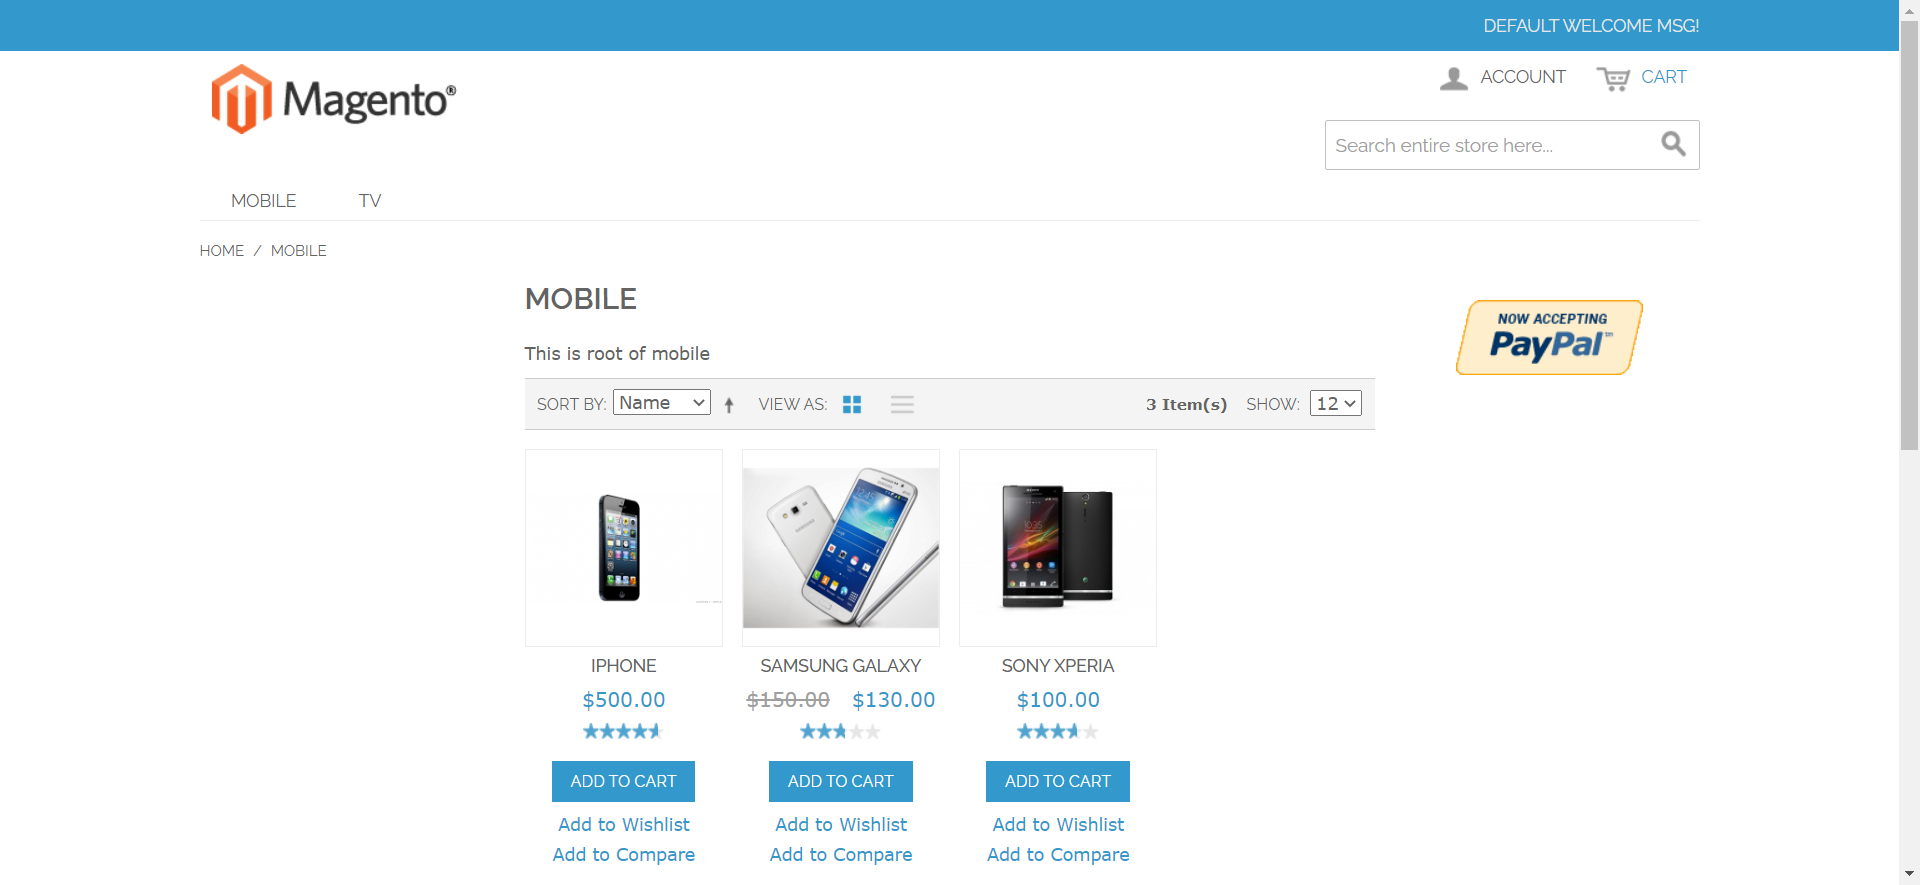 DEFAULT WELCOME MSG!
Magento®
ACCOUNT CART
Search entire store here...
MOBILE TV
HOME / MOBILE
MOBILE
NOW ACCEPTING
PayPal™
This is root of mobile
SORT BY: Name VIEW AS: 3 Item(s) SHOW: 12
IPHONE SAMSUNG GALAXY SONY XPERIA
$500.00 $150.00 $130.00 $100.00
ADD TO CART ADD TO CART ADD TO CART
Add to Wishlist Add to Wishlist Add to Wishlist
Add to Compare Add to Compare Add to Compare